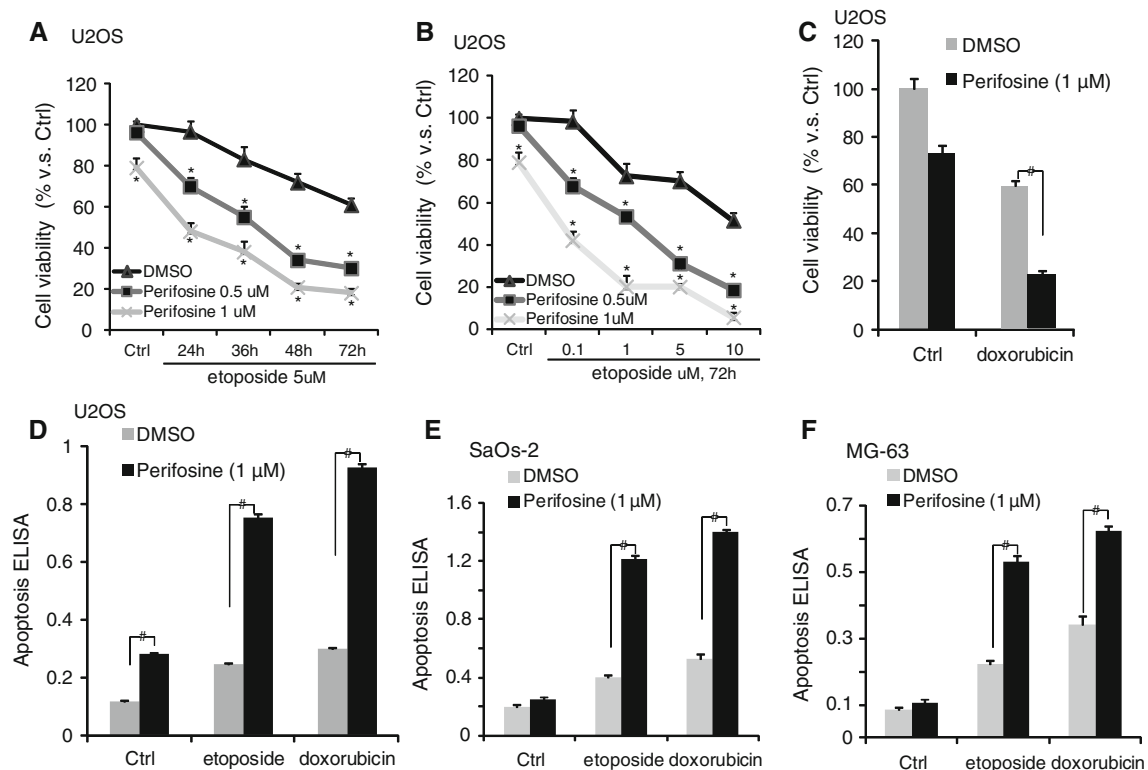 A
U2OS
Cell viability (% v.s. Ctrl)
120
100
80
60
40
20
0
* * * * * * * * * *
DMSO
Perifosine 0.5 uM
Perifosine 1 uM
Ctrl 24h 36h 48h 72h
etoposide 5uM
B
U2OS
Cell viability (% v.s. Ctrl)
120
100
80
60
40
20
0
* * * * * * * * *
DMSO
Perifosine 0.5uM
Perifosine 1uM
Ctrl 0.1 1 5 10
etoposide uM, 72h
C
U2OS
DMSO
Perifosine (1 μM)
Cell viability (% v.s. Ctrl)
120
100
80
60
40
20
0
#
Ctrl doxorubicin
D
U2OS
DMSO
Perifosine (1 μM)
Apoptosis ELISA
1
0.8
0.6
0.4
0.2
0
# # #
Ctrl etoposide doxorubicin
E
SaOs-2
DMSO
Perifosine (1 μM)
Apoptosis ELISA
1.6
1.2
0.8
0.4
0
# #
Ctrl etoposide doxorubicin
F
MG-63
DMSO
Perifosine (1 μM)
Apoptosis ELISA
0.7
0.5
0.3
0.1
# #
Ctrl etoposide doxorubicin